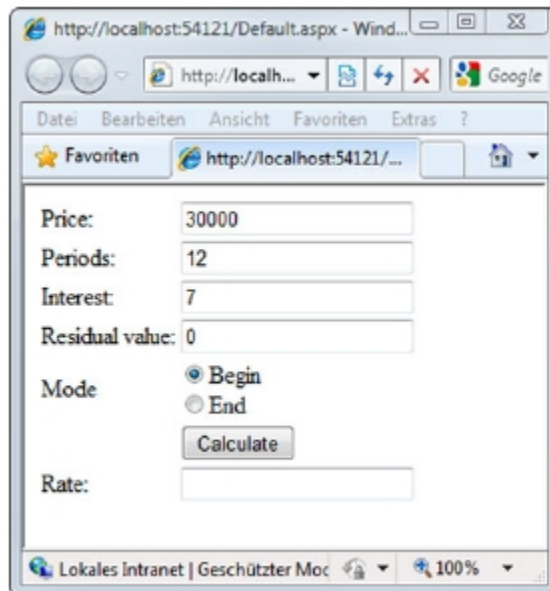 http://localhost:54121/Default.aspx - Wind...
http://localh...
Google
Datei Bearbeiten Ansicht Favoriten Extras ?
Favoriten
http://localhost:54121/...
Price: 30000
Periods: 12
Interest: 7
Residual value: 0
Mode
Begin
End
Calculate
Rate:
Lokales Intranet | Geschützter Moc
100%